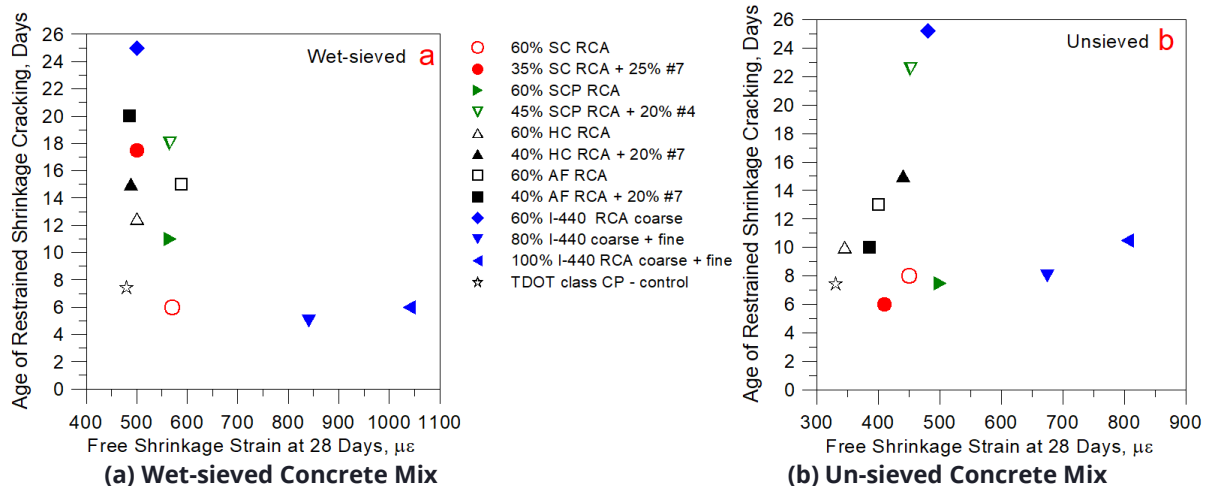 Age of Restrained Shrinkage Cracking, Days
26
24
22
20
18
16
14
12
10
8
6
4
2
0
Wet-sieved a
400 500 600 700 800 900 1000 1100
Free Shrinkage Strain at 28 Days, με
(a) Wet-sieved Concrete Mix
60% SC RCA
35% SC RCA + 25% #7
60% SCP RCA
45% SCP RCA + 20% #4
60% HC RCA
40% HC RCA + 20% #7
60% AF RCA
40% AF RCA + 20% #7
60% I-440 RCA coarse
80% I-440 coarse + fine
100% I-440 RCA coarse + fine
TDOT class CP - control
Age of Restrained Shrinkage Cracking, Days
26
24
22
20
18
16
14
12
10
8
6
4
2
0
Unsieved b
300 400 500 600 700 800 900
Free Shrinkage Strain at 28 Days, με
(b) Un-sieved Concrete Mix